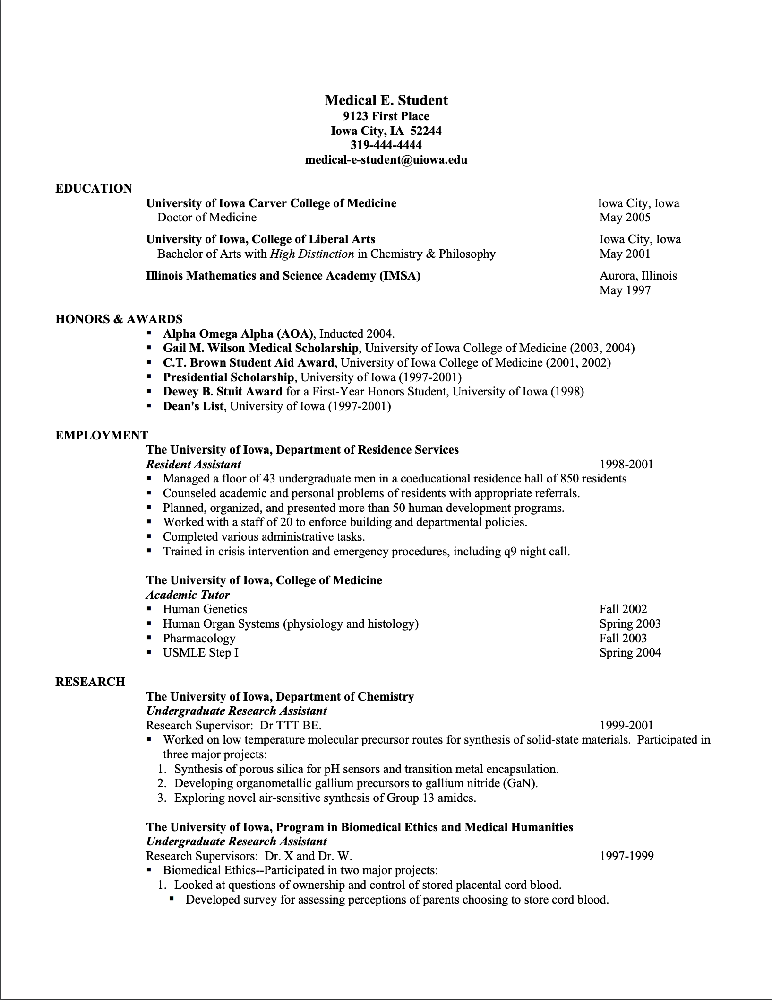 Medical E. Student
9123 First Place
Iowa City, IA  52244
319-444-4444
medical-e-student@uiowa.edu
EDUCATION
University of Iowa Carver College of Medicine Iowa City, Iowa
Doctor of Medicine May 2005
University of Iowa, College of Liberal Arts Iowa City, Iowa
Bachelor of Arts with High Distinction in Chemistry & Philosophy May 2001
Illinois Mathematics and Science Academy (IMSA) Aurora, Illinois
May 1997
HONORS & AWARDS
▪ Alpha Omega Alpha (AOA), Inducted 2004.
▪ Gail M. Wilson Medical Scholarship, University of Iowa College of Medicine (2003, 2004)
▪ C.T. Brown Student Aid Award, University of Iowa College of Medicine (2001, 2002)
▪ Presidential Scholarship, University of Iowa (1997-2001)
▪ Dewey B. Stuit Award for a First-Year Honors Student, University of Iowa (1998)
▪ Dean's List, University of Iowa (1997-2001)
EMPLOYMENT
The University of Iowa, Department of Residence Services
Resident Assistant 1998-2001
▪ Managed a floor of 43 undergraduate men in a coeducational residence hall of 850 residents
▪ Counseled academic and personal problems of residents with appropriate referrals.
▪ Planned, organized, and presented more than 50 human development programs.
▪ Worked with a staff of 20 to enforce building and departmental policies.
▪ Completed various administrative tasks.
▪ Trained in crisis intervention and emergency procedures, including q9 night call.
The University of Iowa, College of Medicine
Academic Tutor
▪ Human Genetics Fall 2002
▪ Human Organ Systems (physiology and histology) Spring 2003
▪ Pharmacology Fall 2003
▪ USMLE Step I Spring 2004
RESEARCH
The University of Iowa, Department of Chemistry
Undergraduate Research Assistant
Research Supervisor:  Dr TTT BE. 1999-2001
▪ Worked on low temperature molecular precursor routes for synthesis of solid-state materials.  Participated in
three major projects:
1. Synthesis of porous silica for pH sensors and transition metal encapsulation.
2. Developing organometallic gallium precursors to gallium nitride (GaN).
3. Exploring novel air-sensitive synthesis of Group 13 amides.
The University of Iowa, Program in Biomedical Ethics and Medical Humanities
Undergraduate Research Assistant
Research Supervisors:  Dr. X and Dr. W. 1997-1999
▪ Biomedical Ethics--Participated in two major projects:
1. Looked at questions of ownership and control of stored placental cord blood.
▪ Developed survey for assessing perceptions of parents choosing to store cord blood.